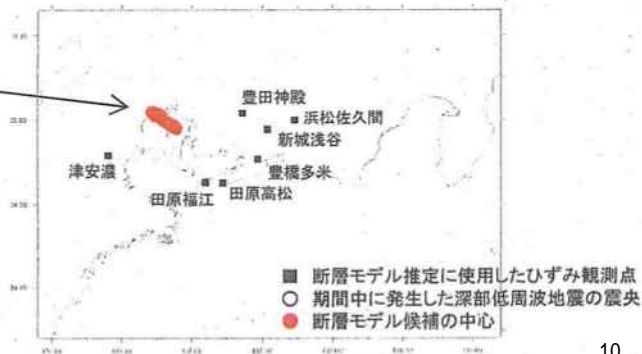 豊田神殿
浜松佐久間
新城浅谷
津安濃
豊橋多米
田原福江
田原高松
■ 断層モデル推定に使用したひずみ観測点
○ 期間中に発生した深部低周波地震の震央
● 断層モデル候補の中心
10